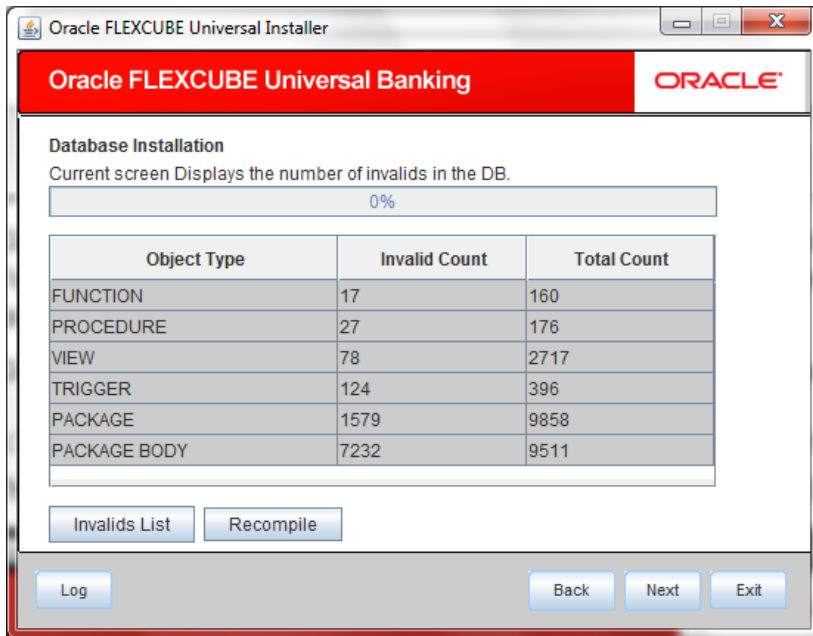 Oracle FLEXCUBE Universal Installer
Oracle FLEXCUBE Universal Banking
ORACLE
Database Installation
Current screen Displays the number of invalids in the DB.
0%
Object Type Invalid Count Total Count
FUNCTION 17 160
PROCEDURE 27 176
VIEW 78 2717
TRIGGER 124 396
PACKAGE 1579 9858
PACKAGE BODY 7232 9511
Invalids List Recompile
Log Back Next Exit